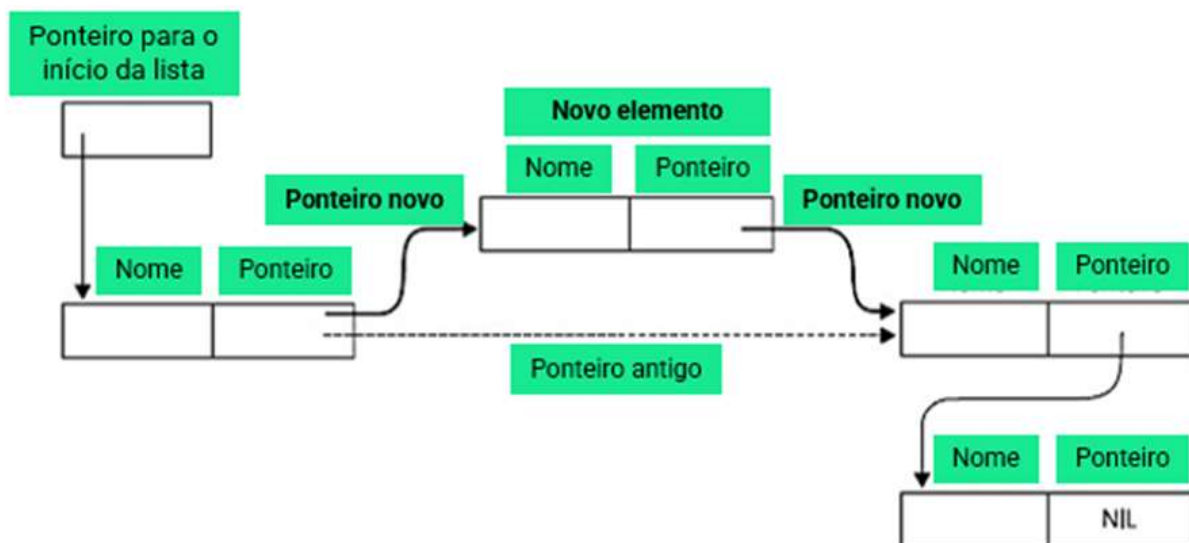 Ponteiro para o
início da lista
Novo elemento
Nome
Ponteiro
Ponteiro novo
Ponteiro novo
Nome
Ponteiro
Nome
Ponteiro
Ponteiro antigo
Nome
Ponteiro
NIL